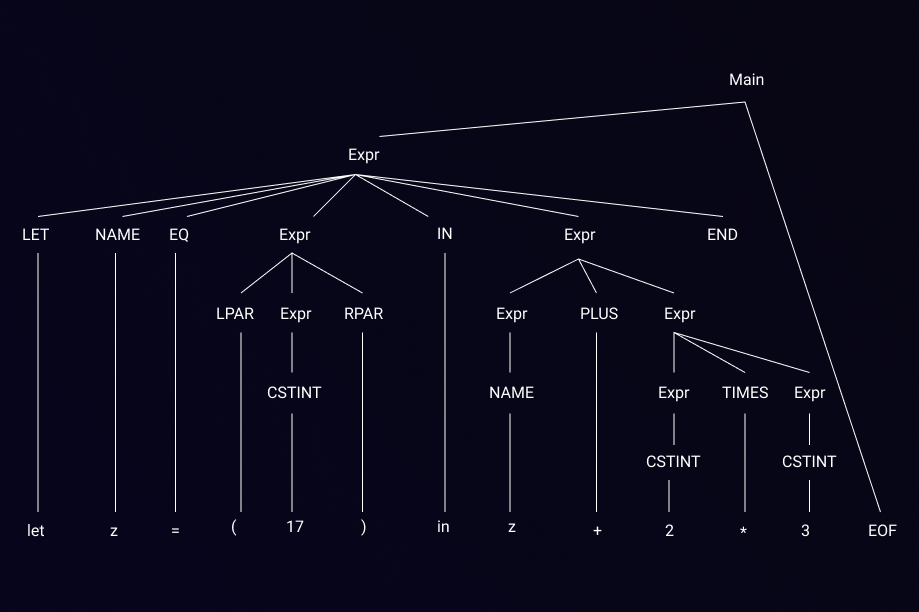 Main
Expr
LET NAME EQ Expr IN Expr END
LPAR Expr RPAR Expr PLUS Expr
CSTINT NAME Expr TIMES Expr
CSTINT CSTINT
let z = ( 17 ) in z + 2 * 3 EOF